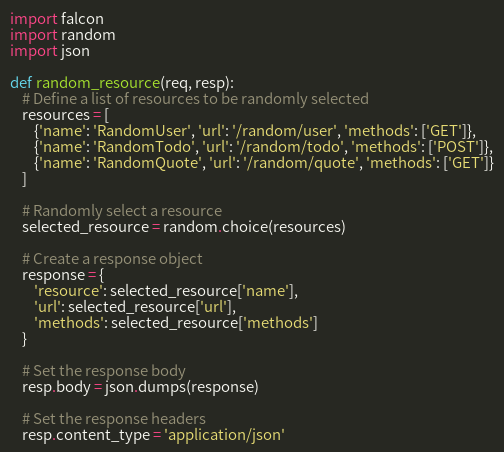 import falcon
import random
import json

def random_resource(req, resp):
    # Define a list of resources to be randomly selected
    resources = [
        {'name': 'RandomUser', 'url': '/random/user', 'methods': ['GET']},
        {'name': 'RandomTodo', 'url': '/random/todo', 'methods': ['POST']},
        {'name': 'RandomQuote', 'url': '/random/quote', 'methods': ['GET']}
    ]

    # Randomly select a resource
    selected_resource = random.choice(resources)

    # Create a response object
    response = {
        'resource': selected_resource['name'],
        'url': selected_resource['url'],
        'methods': selected_resource['methods']
    }

    # Set the response body
    resp.body = json.dumps(response)

    # Set the response headers
    resp.content_type = 'application/json'